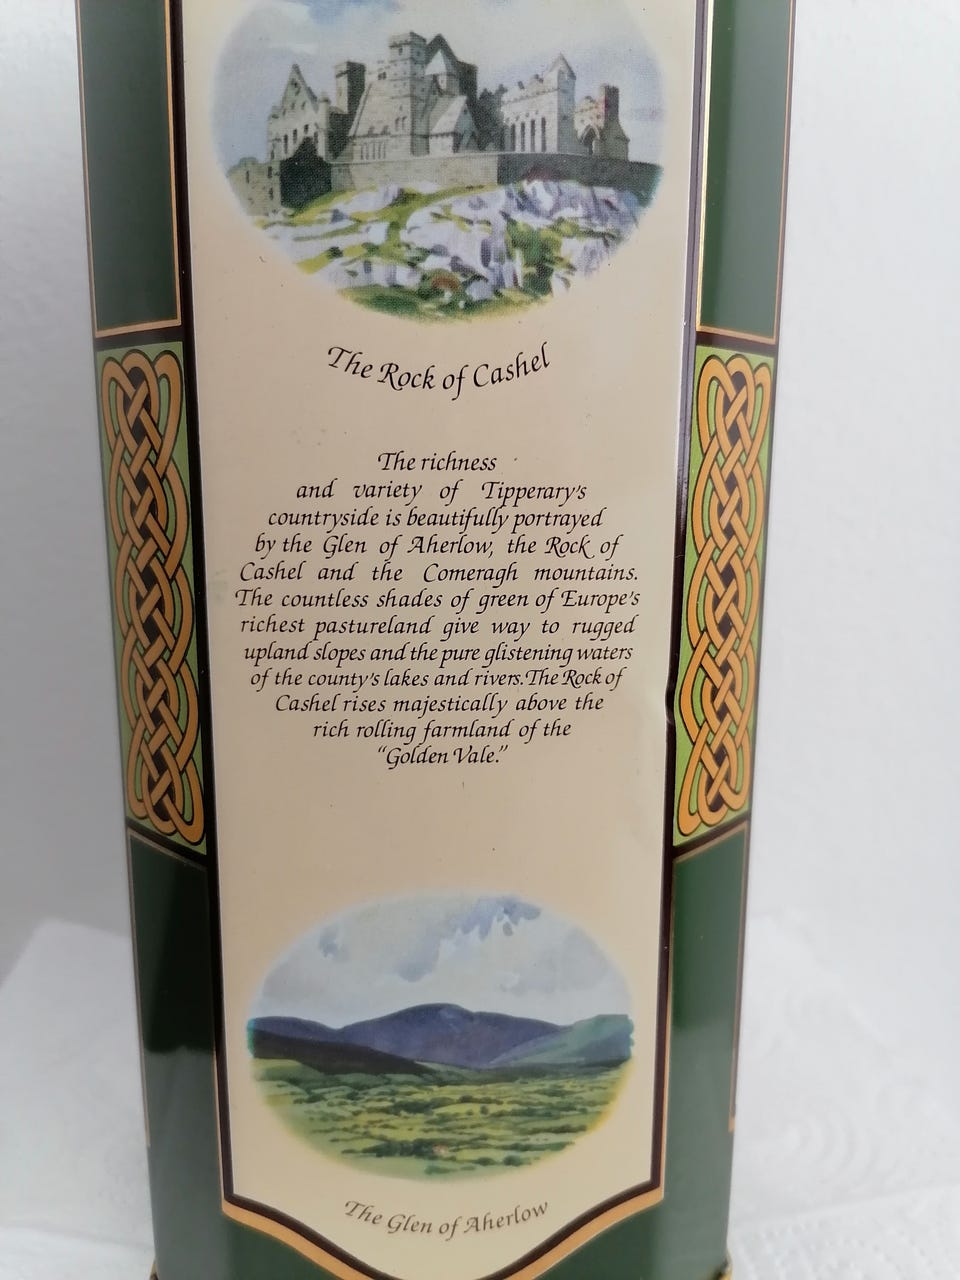 The Rock of Cashel
The richness
and variety of Tipperary's
countryside is beautifully portrayed
by the Glen of Aherlow, the Rock of
Cashel and the Comeragh mountains.
The countless shades of green of Europe's
richest pastureland give way to rugged
upland slopes and the pure glistening waters
of the county's lakes and rivers.The Rock of
Cashel rises majestically above the
rich rolling farmland of the
“Golden Vale.”
The Glen of Aherlow